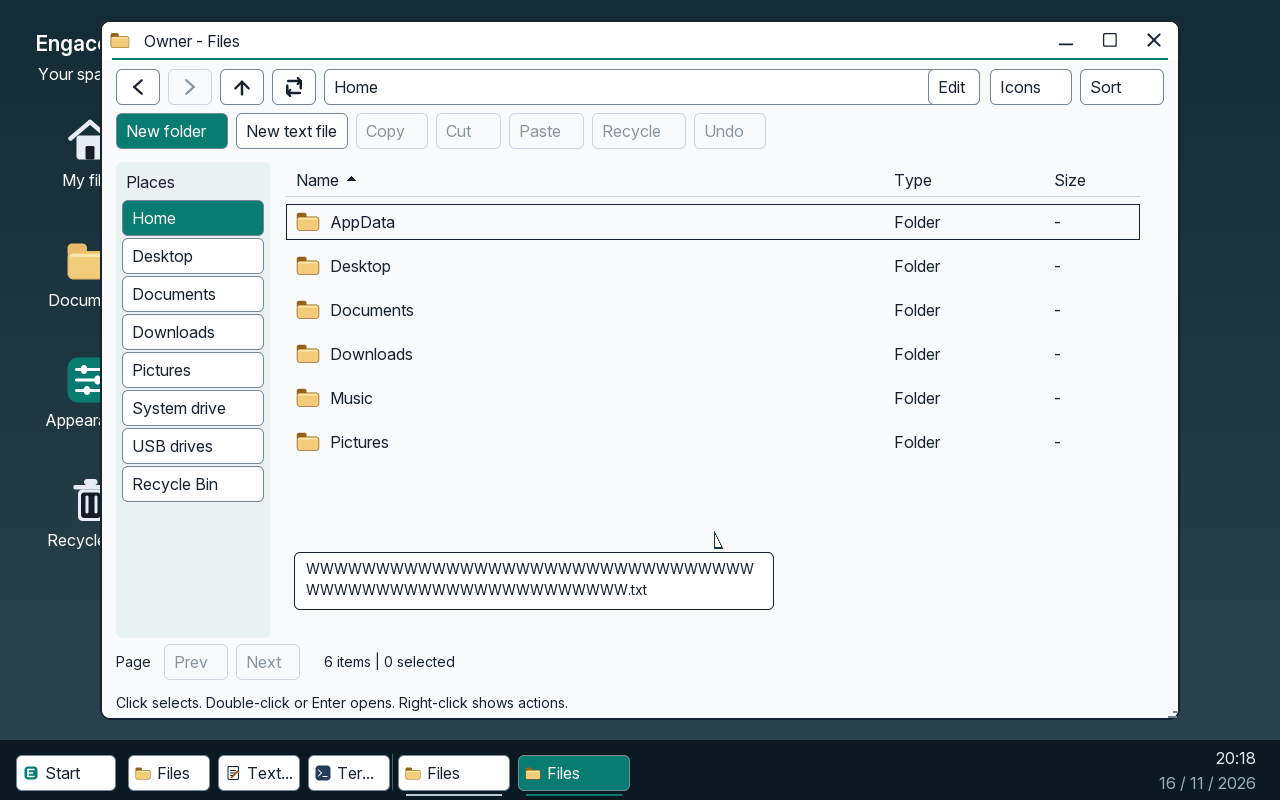 Owner - Files
Engac
Your spa
My fil
Docum
Appear
Recycle
Home
Edit
Icons
Sort
New folder
New text file
Copy
Cut
Paste
Recycle
Undo
Places
Home
Desktop
Documents
Downloads
Pictures
System drive
USB drives
Recycle Bin
Name Type Size
AppData Folder -
Desktop Folder -
Documents Folder -
Downloads Folder -
Music Folder -
Pictures Folder -
WWWWWWWWWWWWWWWWWWWWWWWWWWWWWWWW
WWWWWWWWWWWWWWWWWWWWWWW.txt
Page Prev Next 6 items | 0 selected
Click selects. Double-click or Enter opens. Right-click shows actions.
Start
Files
Text...
Ter...
Files
Files
20:18
16 / 11 / 2026